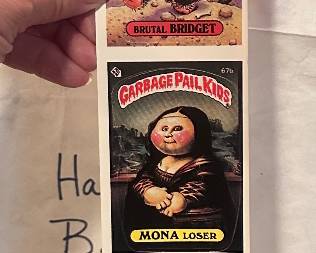 BRUTAL BRIDGET
67b
GARBAGE PAIL KIDS
MONA LOSER
Ha
B